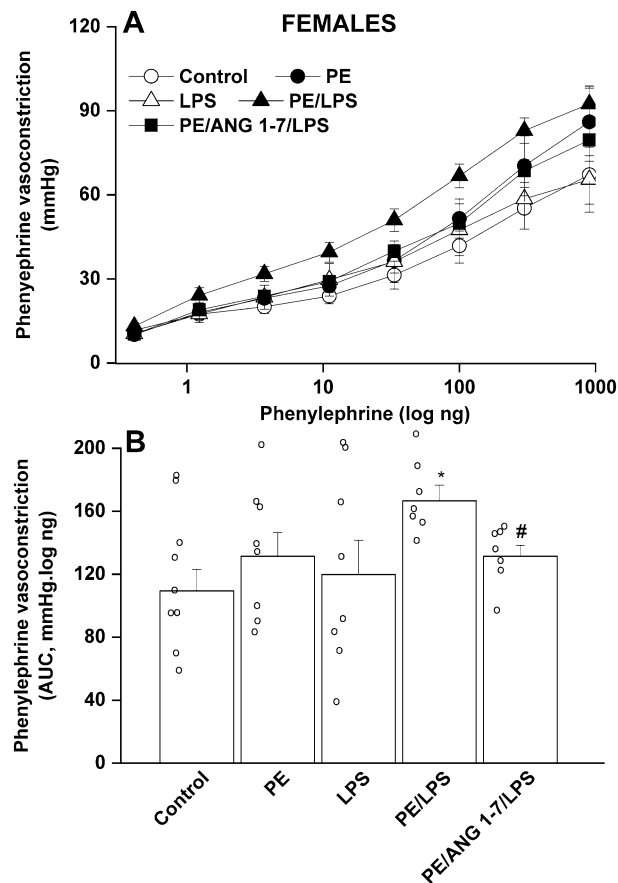 A
FEMALES
Phenyephrine vasoconstriction
(mmHg)
120
90
60
30
0
Control
PE
LPS
PE/LPS
PE/ANG 1-7/LPS
1
10
100
1000
Phenylephrine (log ng)
B
Phenylephrine vasoconstriction
(AUC, mmHg.log ng)
200
160
120
80
40
0
*
#
Control
PE
LPS
PE/LPS
PE/ANG 1-7/LPS